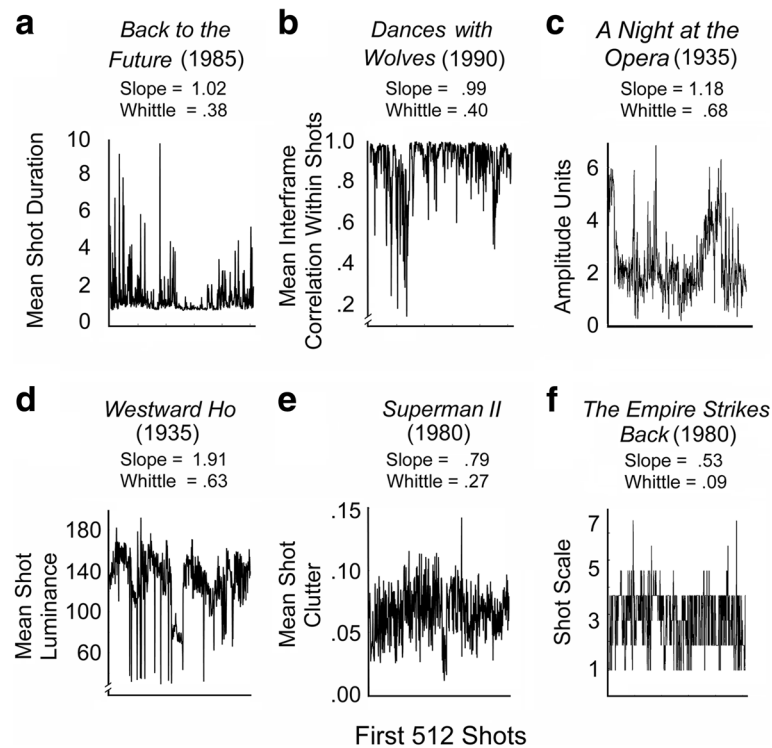 a
Back to the
Future (1985)
Slope = 1.02
Whittle = .38
Mean Shot Duration
10
8
6
4
2
0
b
Dances with
Wolves (1990)
Slope = .99
Whittle = .40
Mean Interframe
Correlation Within Shots
1.0
.8
.6
.4
.2
c
A Night at the
Opera (1935)
Slope = 1.18
Whittle = .68
Amplitude Units
6
4
2
0
d
Westward Ho
(1935)
Slope = 1.91
Whittle = .63
Mean Shot
Luminance
180
140
100
60
e
Superman II
(1980)
Slope = .79
Whittle = .27
Mean Shot
Clutter
.15
.10
.05
.00
f
The Empire Strikes
Back (1980)
Slope = .53
Whittle = .09
Shot Scale
7
5
3
1
First 512 Shots